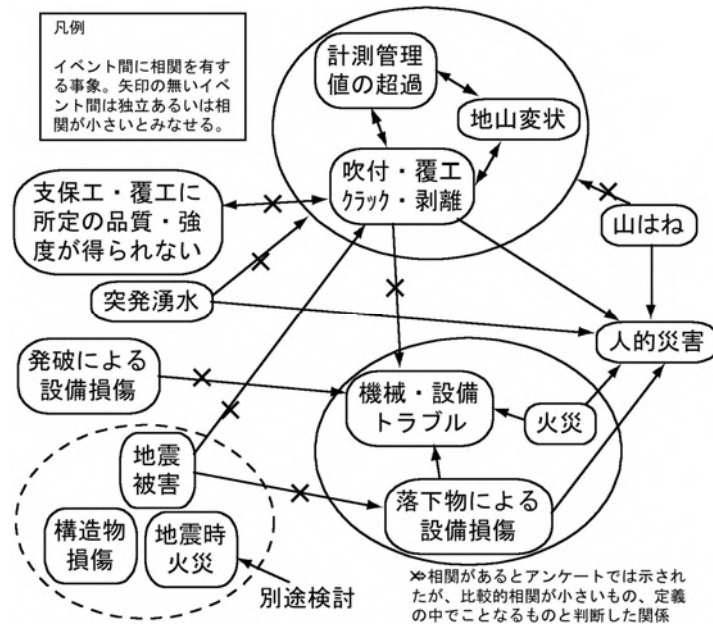 凡例
イベント間に相関を有す
る事象。矢印の無いイベ
ント間は独立あるいは相
関が小さいとみなせる。
計測管理
値の超過
地山変状
吹付・覆工
クラック・剥離
支保工・覆工に
所定の品質・強
度が得られない
山はね
突発湧水
人的災害
発破による
設備損傷
機械・設備
トラブル
火災
地震
被害
落下物による
設備損傷
構造物
損傷
地震時
火災
別途検討
相関があるとアンケートでは示され
たが、比較的相関が小さいもの、定義
の中でことなるものと判断した関係